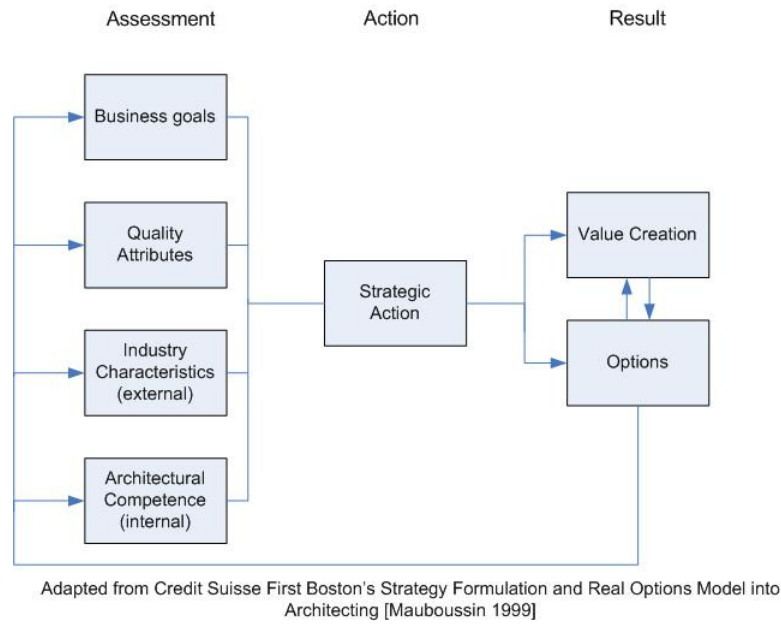 Assessment Action Result
Business goals
Quality
Attributes
Industry
Characteristics
(external)
Architectural
Competence
(internal)
Strategic
Action
Value Creation
Options
Adapted from Credit Suisse First Boston's Strategy Formulation and Real Options Model into
Architecting [Mauboussin 1999]